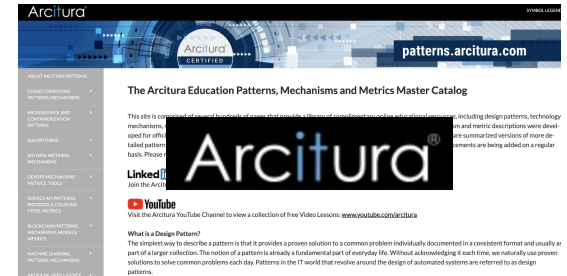 Arcitura
SYMBOL LEGEND
Arcitura
CERTIFIED
patterns.arcitura.com
ABOUT ARCITURA PATTERNS
CLOUD COMPUTING
PATTERNS, MECHANISMS
MICROSERVICE AND
CONTAINERIZATION
PATTERNS
SOA PATTERNS
BIG DATA PATTERNS,
MECHANISMS
DEVOPS MECHANISMS,
METRICS, TOOLS
SERVICE API PATTERNS,
PROTOCOLS, COUPLING
TYPES, METRICS
BLOCKCHAIN PATTERNS,
MECHANISMS, MODELS,
METRICS
MACHINE LEARNING
PATTERNS, MECHANISMS
ARTIFICIAL INTELLIGENCE
The Arcitura Education Patterns, Mechanisms and Metrics Master Catalog
This site is comprised of several hundreds of pages that provide a library of complimentary online educational resources, including design patterns, technology
mechanisms, and metric descriptions were devel-
oped for offic are summarized versions of more de-
tailed pattern cements are being added on a regular
basis. Please r
Arcitura®
Linked
Join the Arcit
YouTube
Visit the Arcitura YouTube Channel to view a collection of free Video Lessons: www.youtube.com/arcitura
What is a Design Pattern?
The simplest way to describe a pattern is that it provides a proven solution to a common problem individually documented in a consistent format and usually as
part of a larger collection. The notion of a pattern is already a fundamental part of everyday life. Without acknowledging it each time, we naturally use proven
solutions to solve common problems each day. Patterns in the IT world that revolve around the design of automated systems are referred to as design
patterns.